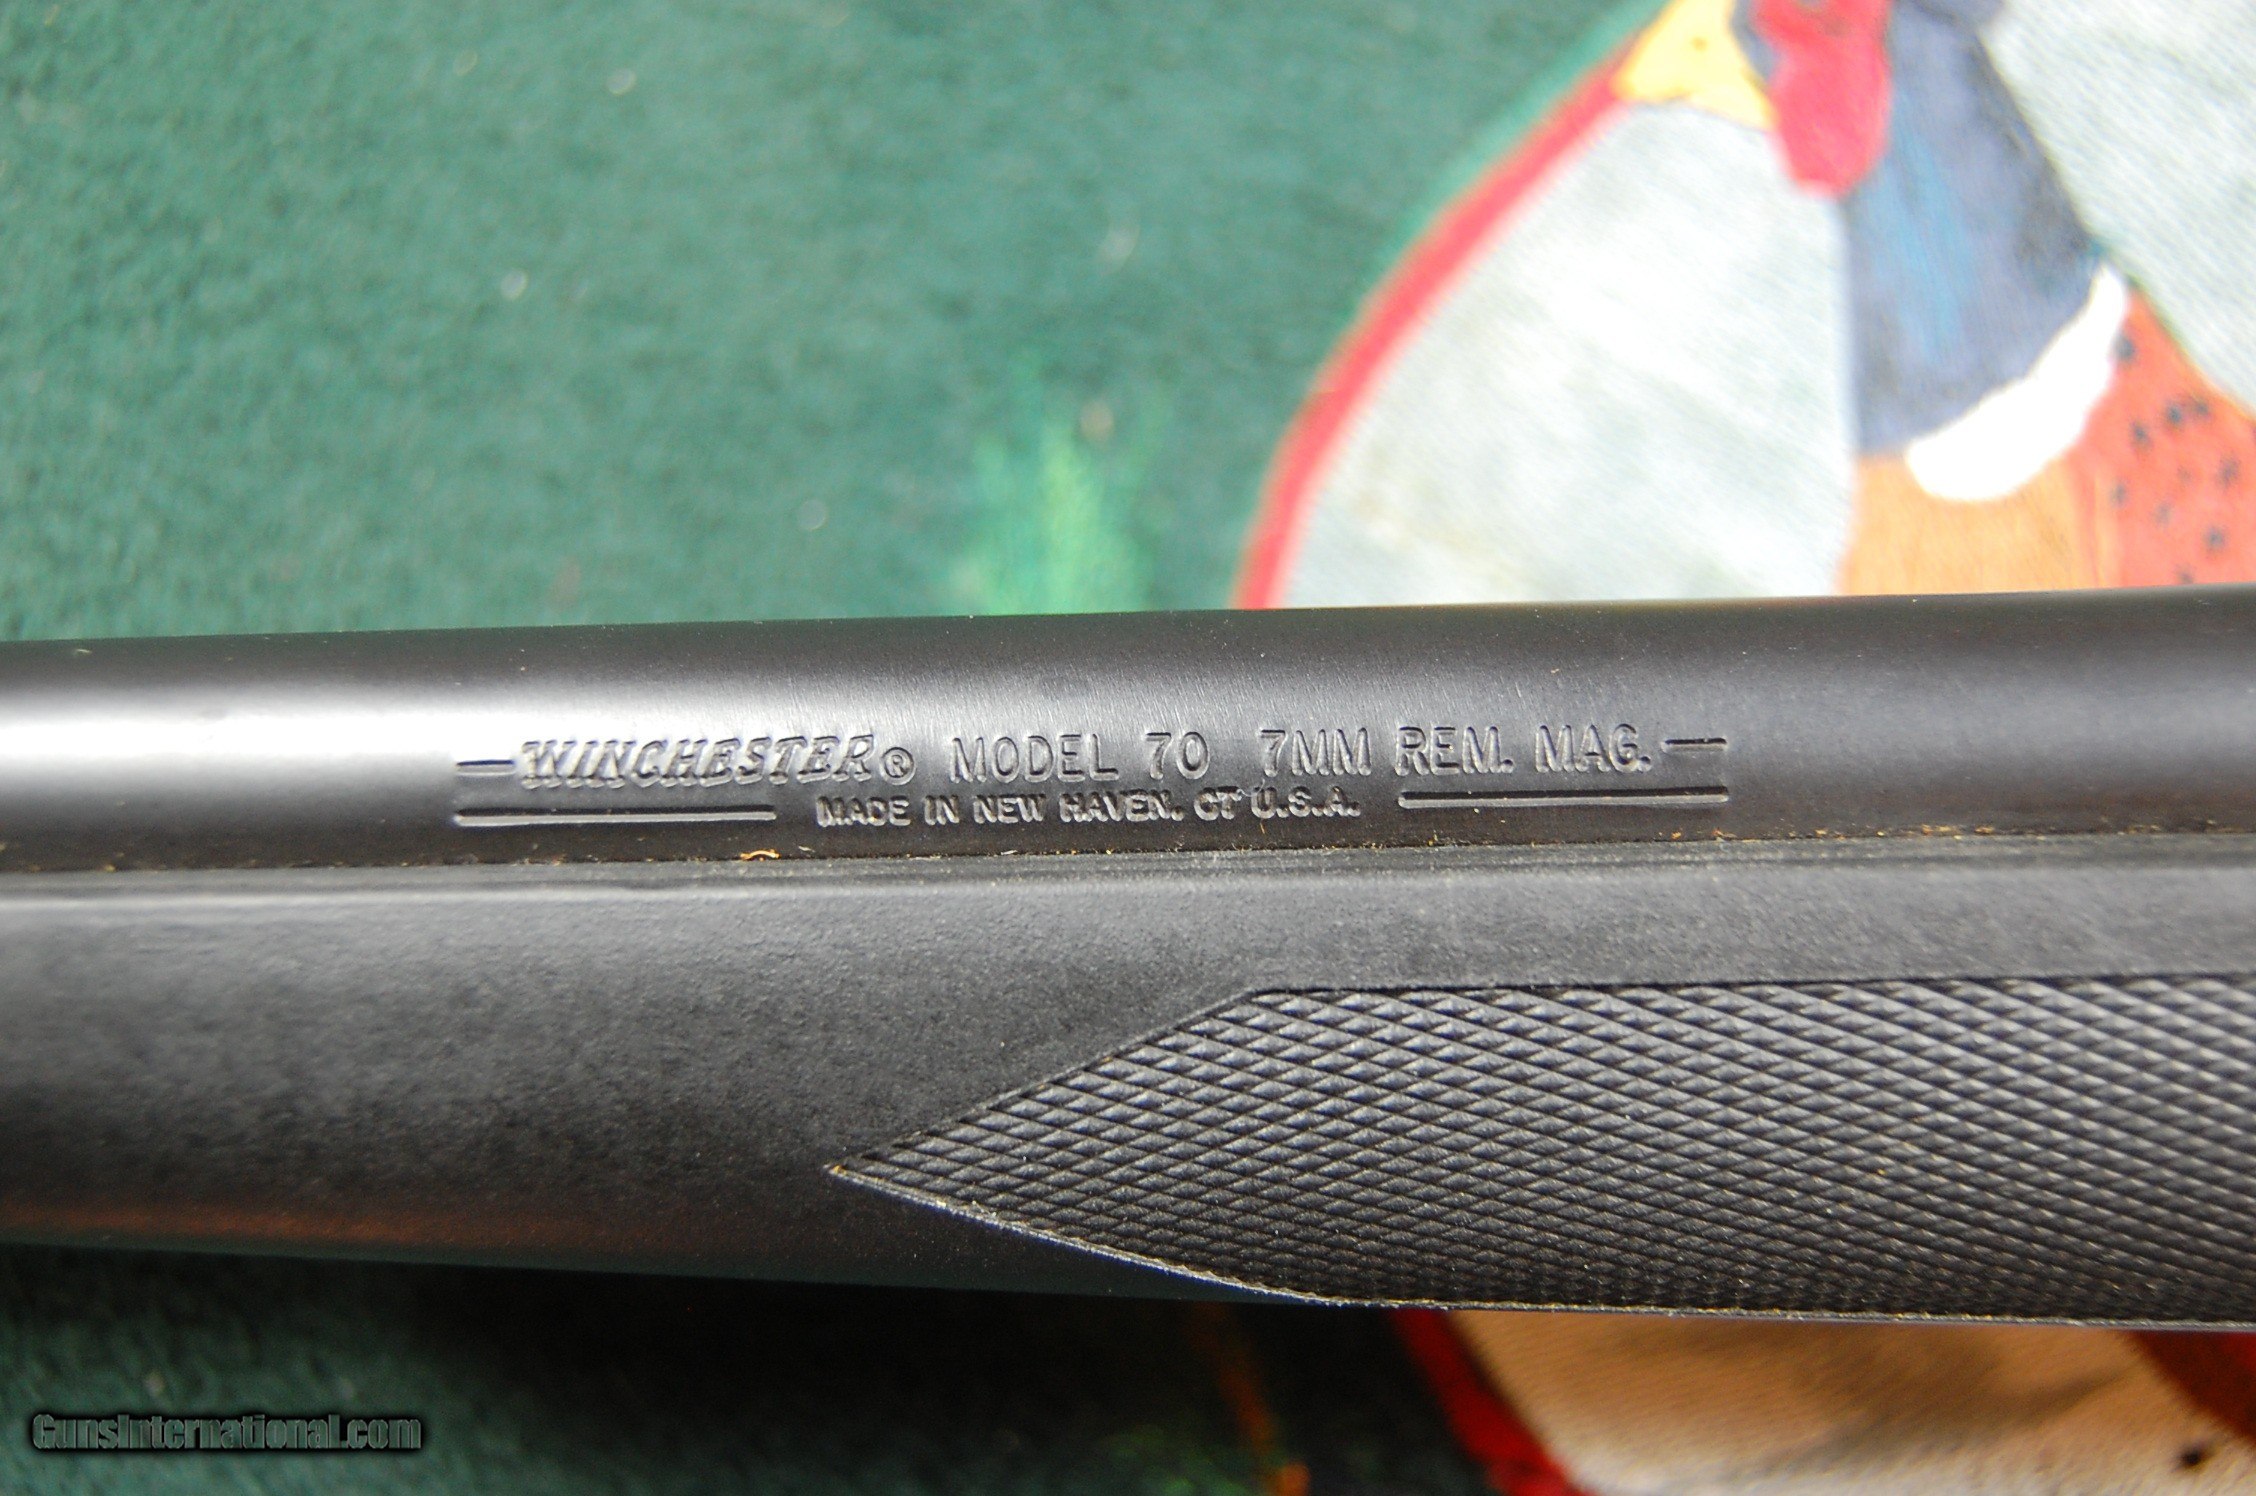 WINCHESTER® MODEL 70 7MM REM. MAG.
MADE IN NEW HAVEN, CT U.S.A.
GunsInternational.com